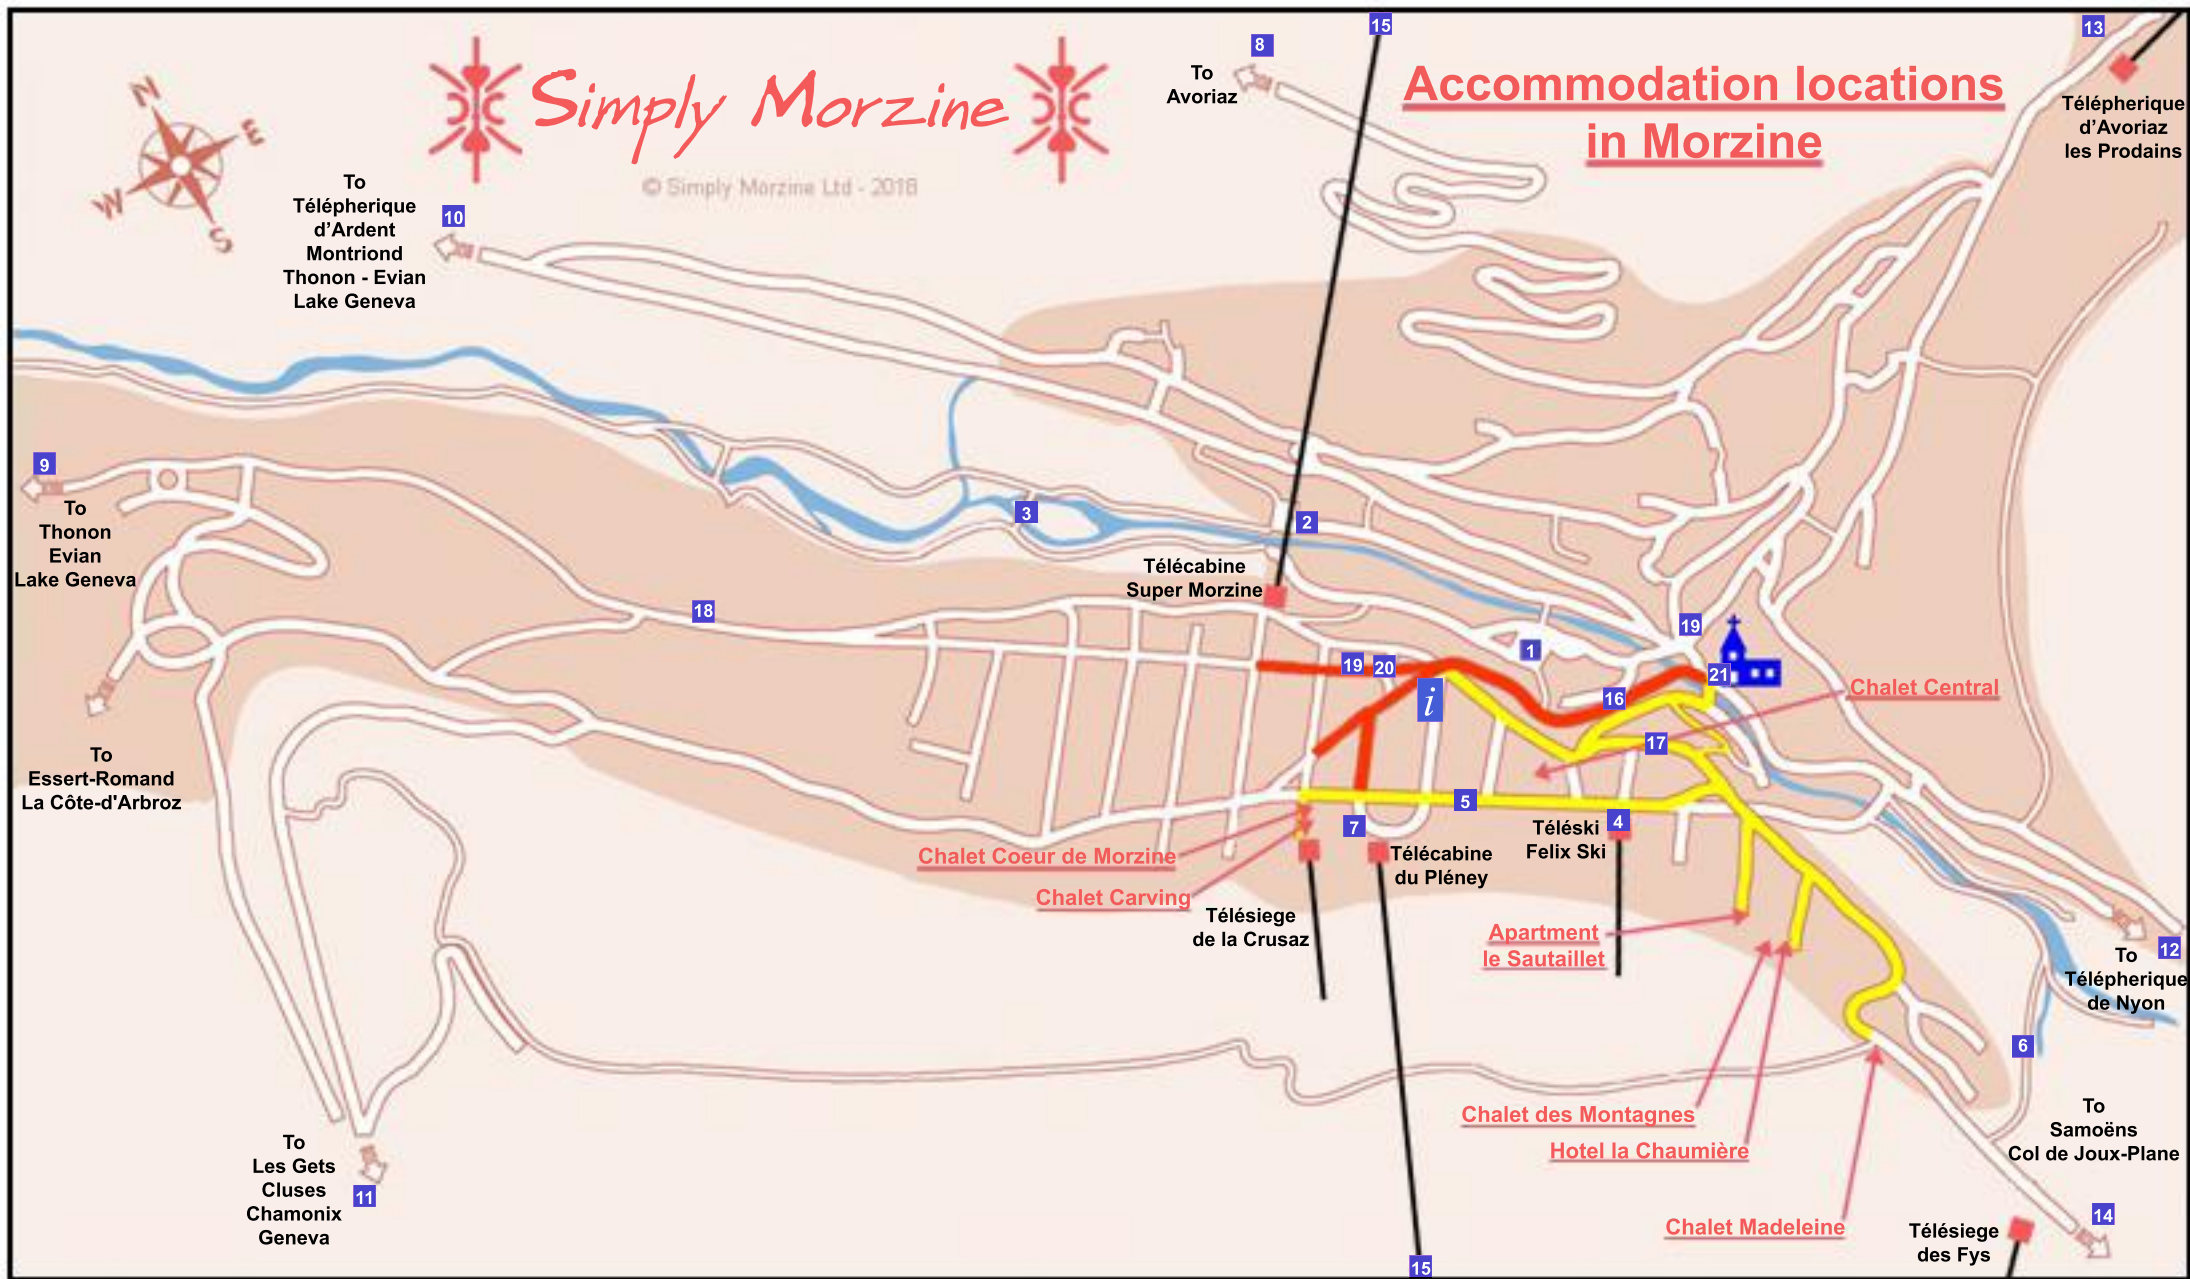 Simply Morzine
© Simply Morzine Ltd - 2018
Accommodation locations
in Morzine
N
E
W
S
8
To
Avoriaz
15
13
Télépherique
d’Avoriaz
les Prodains
10
To
Télépherique
d’Ardent
Montriond
Thonon - Evian
Lake Geneva
9
To
Thonon
Evian
Lake Geneva
3
2
Télécabine
Super Morzine
18
19
1
19
20
21
i
16
Chalet Central
17
To
Essert-Romand
La Côte-d'Arbroz
5
7
4
Téléski
Felix Ski
Chalet Coeur de Morzine
Télécabine
du Pléney
Chalet Carving
Télésiege
de la Crusaz
Apartment
le Sautaillet
12
To
Télépherique
de Nyon
6
Chalet des Montagnes
Hotel la Chaumière
To
Samoëns
Col de Joux-Plane
To
Les Gets
Cluses
Chamonix
Geneva
11
Chalet Madeleine
14
Télésiege
des Fys
15